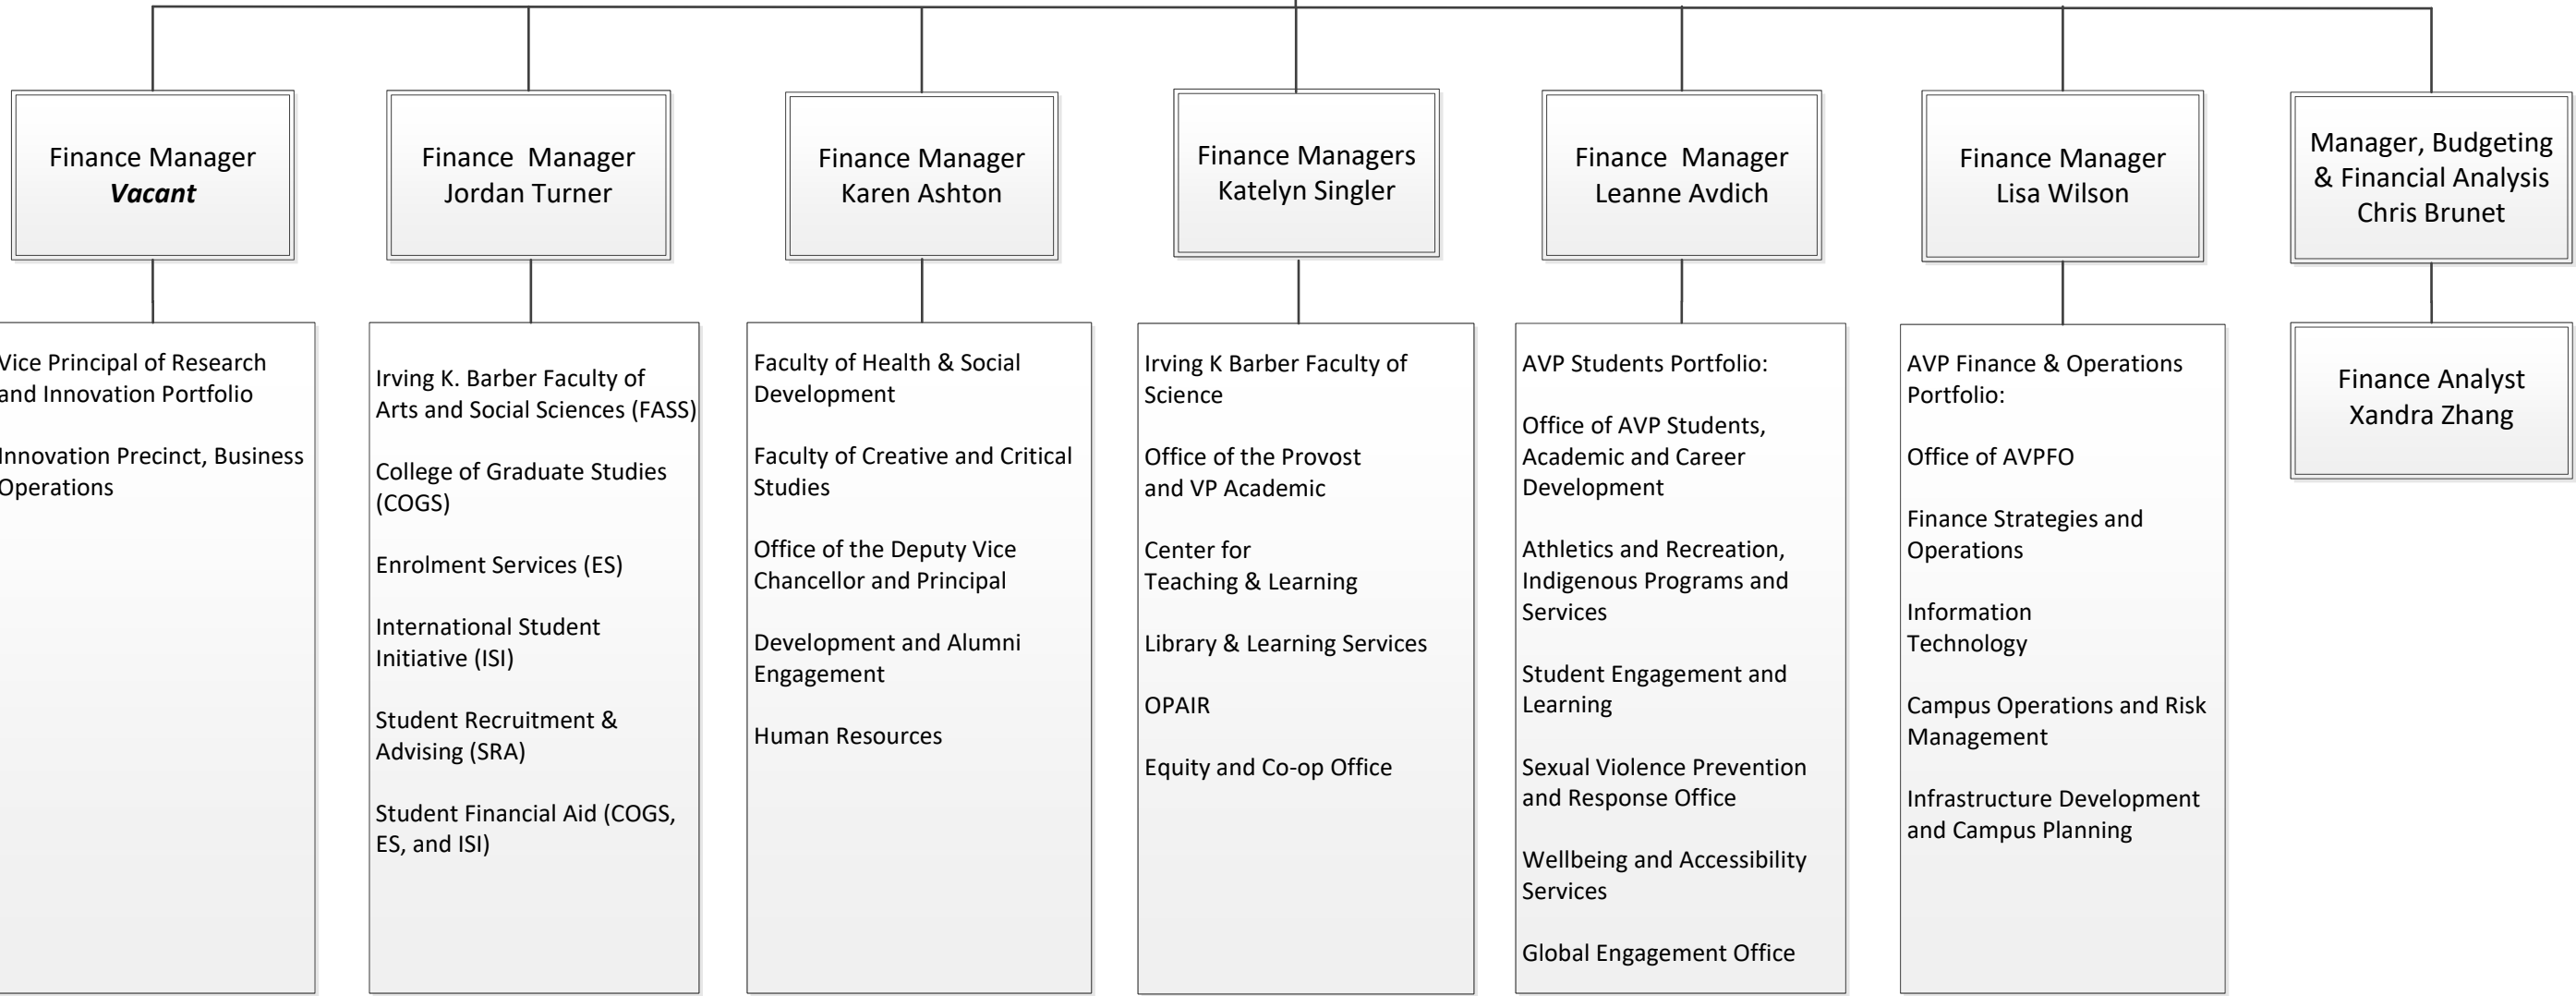 Finance Manager
Vacant
Finance  Manager
Jordan Turner
Finance Manager
Karen Ashton
Finance Managers
Katelyn Singler
Finance  Manager
Leanne Avdich
Finance Manager
Lisa Wilson
Manager, Budgeting
& Financial Analysis
Chris Brunet
Vice Principal of Research
and Innovation Portfolio
Innovation Precinct, Business
Operations
Irving K. Barber Faculty of
Arts and Social Sciences (FASS)
College of Graduate Studies
(COGS)
Enrolment Services (ES)
International Student
Initiative (ISI)
Student Recruitment &
Advising (SRA)
Student Financial Aid (COGS,
ES, and ISI)
Faculty of Health & Social
Development
Faculty of Creative and Critical
Studies
Office of the Deputy Vice
Chancellor and Principal
Development and Alumni
Engagement
Human Resources
Irving K Barber Faculty of
Science
Office of the Provost
and VP Academic
Center for
Teaching & Learning
Library & Learning Services
OPAIR
Equity and Co-op Office
AVP Students Portfolio:
Office of AVP Students,
Academic and Career
Development
Athletics and Recreation,
Indigenous Programs and
Services
Student Engagement and
Learning
Sexual Violence Prevention
and Response Office
Wellbeing and Accessibility
Services
Global Engagement Office
AVP Finance & Operations
Portfolio:
Office of AVPFO
Finance Strategies and
Operations
Information
Technology
Campus Operations and Risk
Management
Infrastructure Development
and Campus Planning
Finance Analyst
Xandra Zhang